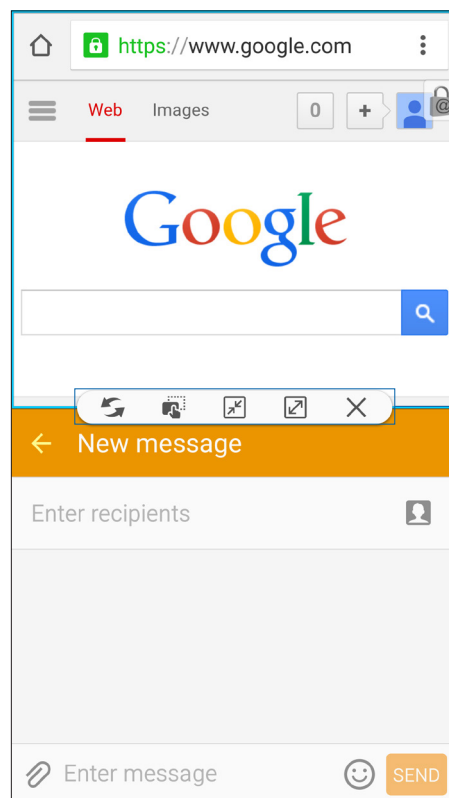 https://www.google.com
Web Images 0 +
@
Google
New message
Enter recipients
Enter message SEND